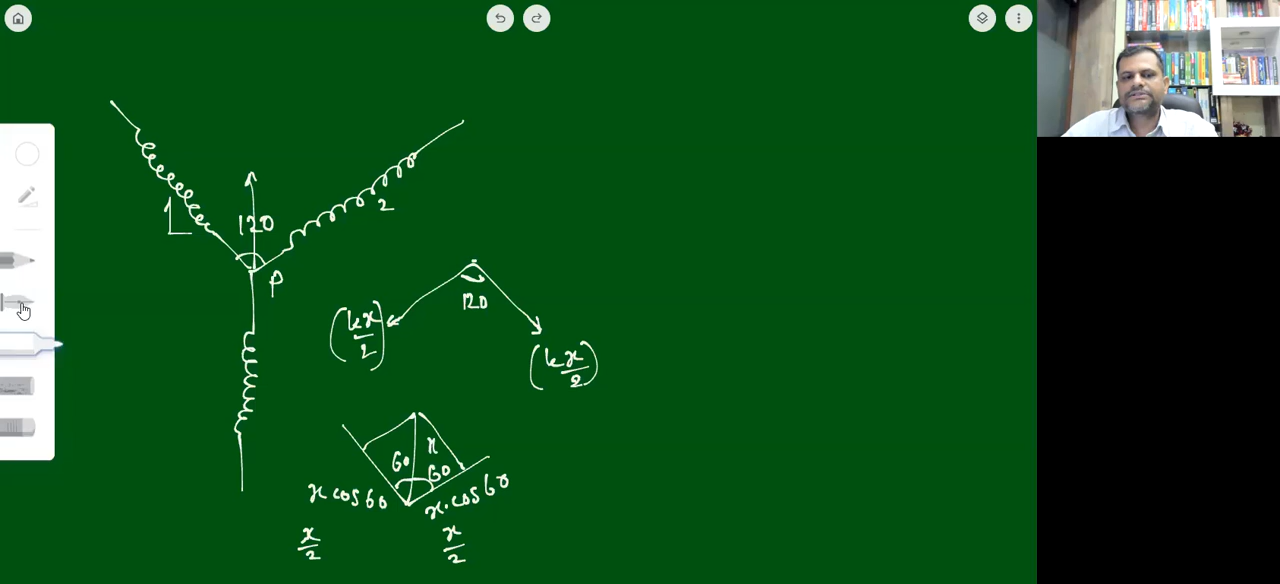 1
120
2
P
120
(kx/2)
(kx/2)
60
x
60
x cos 60
x. cos 60
x/2
x/2